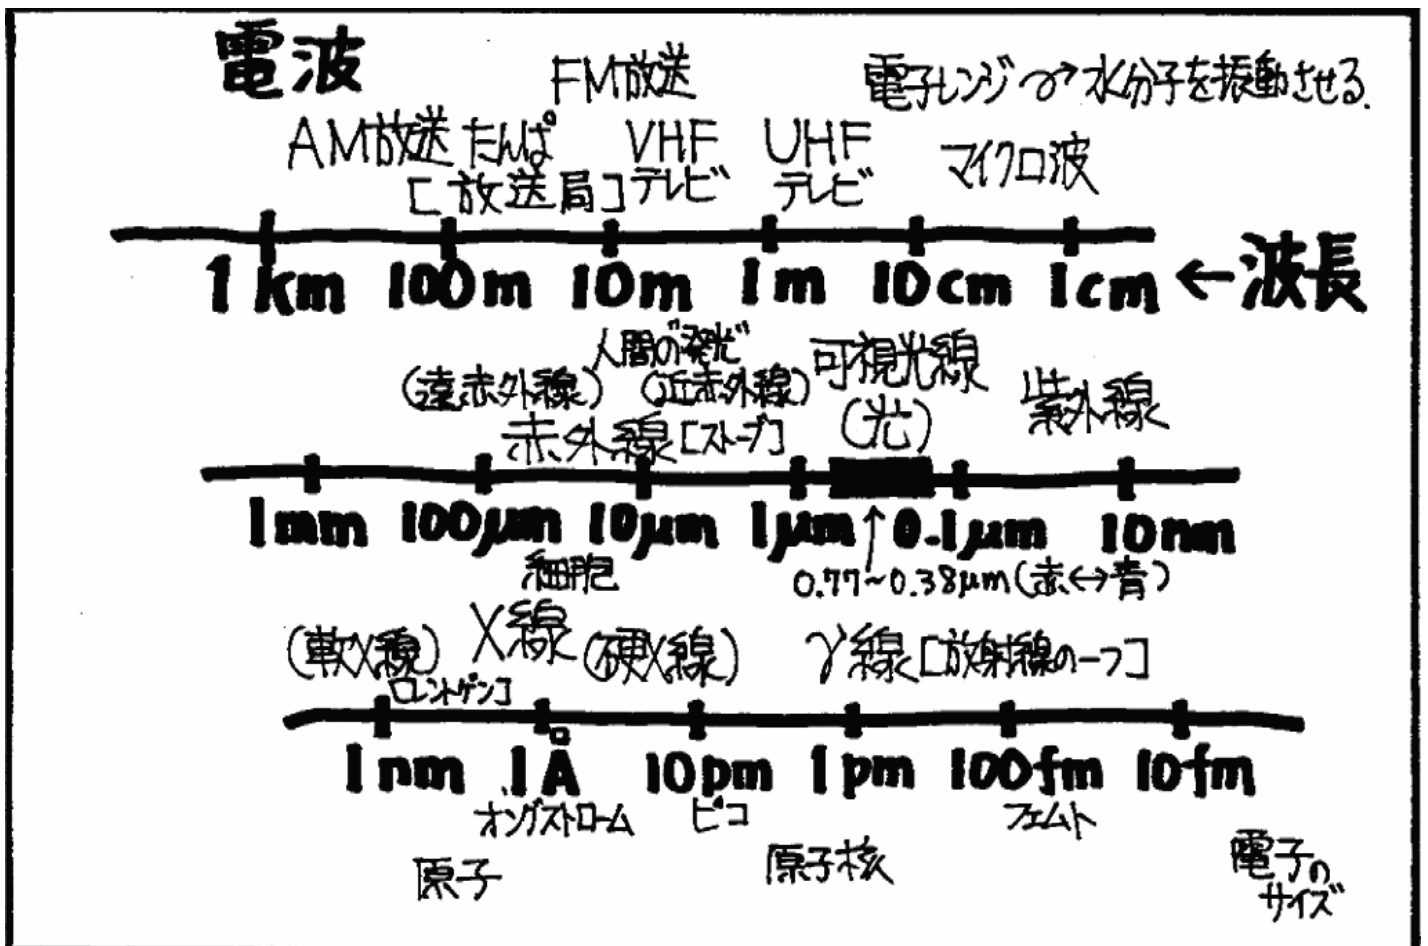 電波
FM放送
電子レンジ〜→水分子を振動させる.
AM放送 たんぱ VHF UHF マイクロ波
[放送局] テレビ テレビ
1km 100m 10m 1m 10cm 1cm ←波長
人間の"発光"
(遠赤外線) (近赤外線) 可視光線
赤外線[ストーブ] (光) 紫外線
1mm 100μm 10μm 1μm 0.1μm 10nm
細胞 0.77~0.38μm(赤↔青)
(軟X線) X線 (硬X線) γ線[放射線の一つ]
[レントゲン]
1nm 1Å 10pm 1pm 100fm 10fm
オングストローム ピコ フェムト
原子 原子核 電子の
サイズ